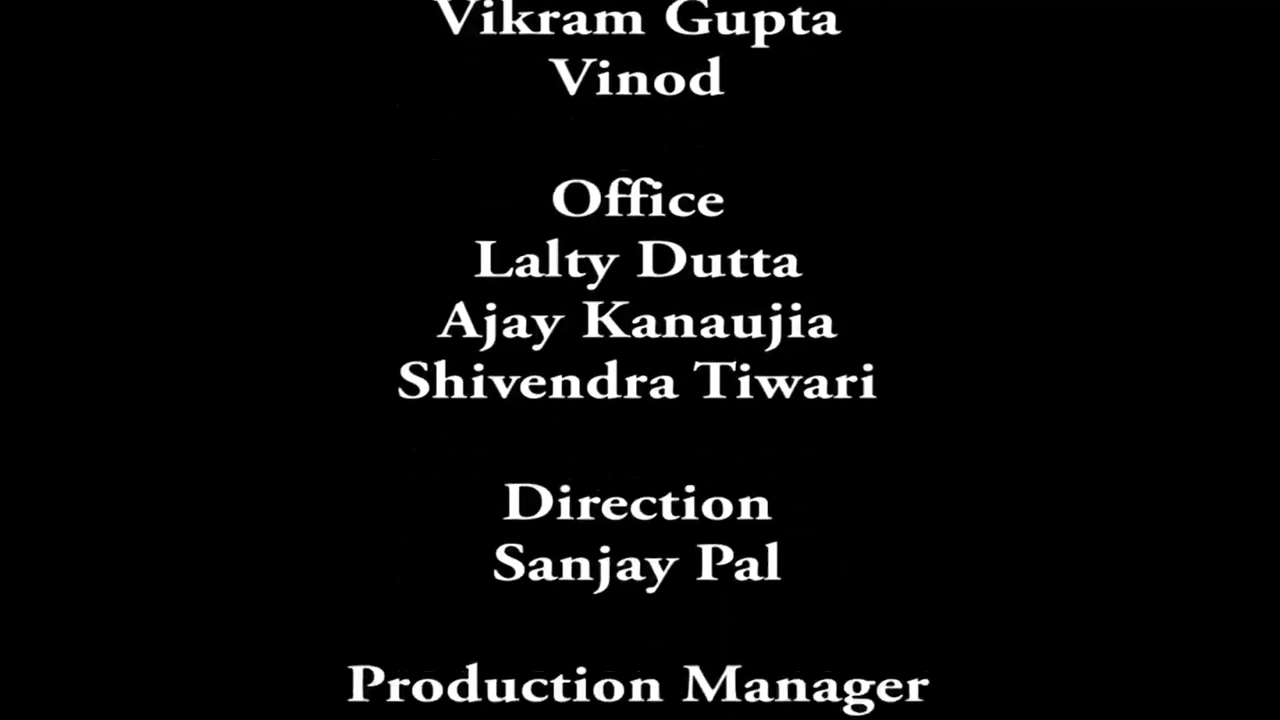 Vikram Gupta
Vinod
Office
Lalty Dutta
Ajay Kanaujia
Shivendra Tiwari
Direction
Sanjay Pal
Production Manager